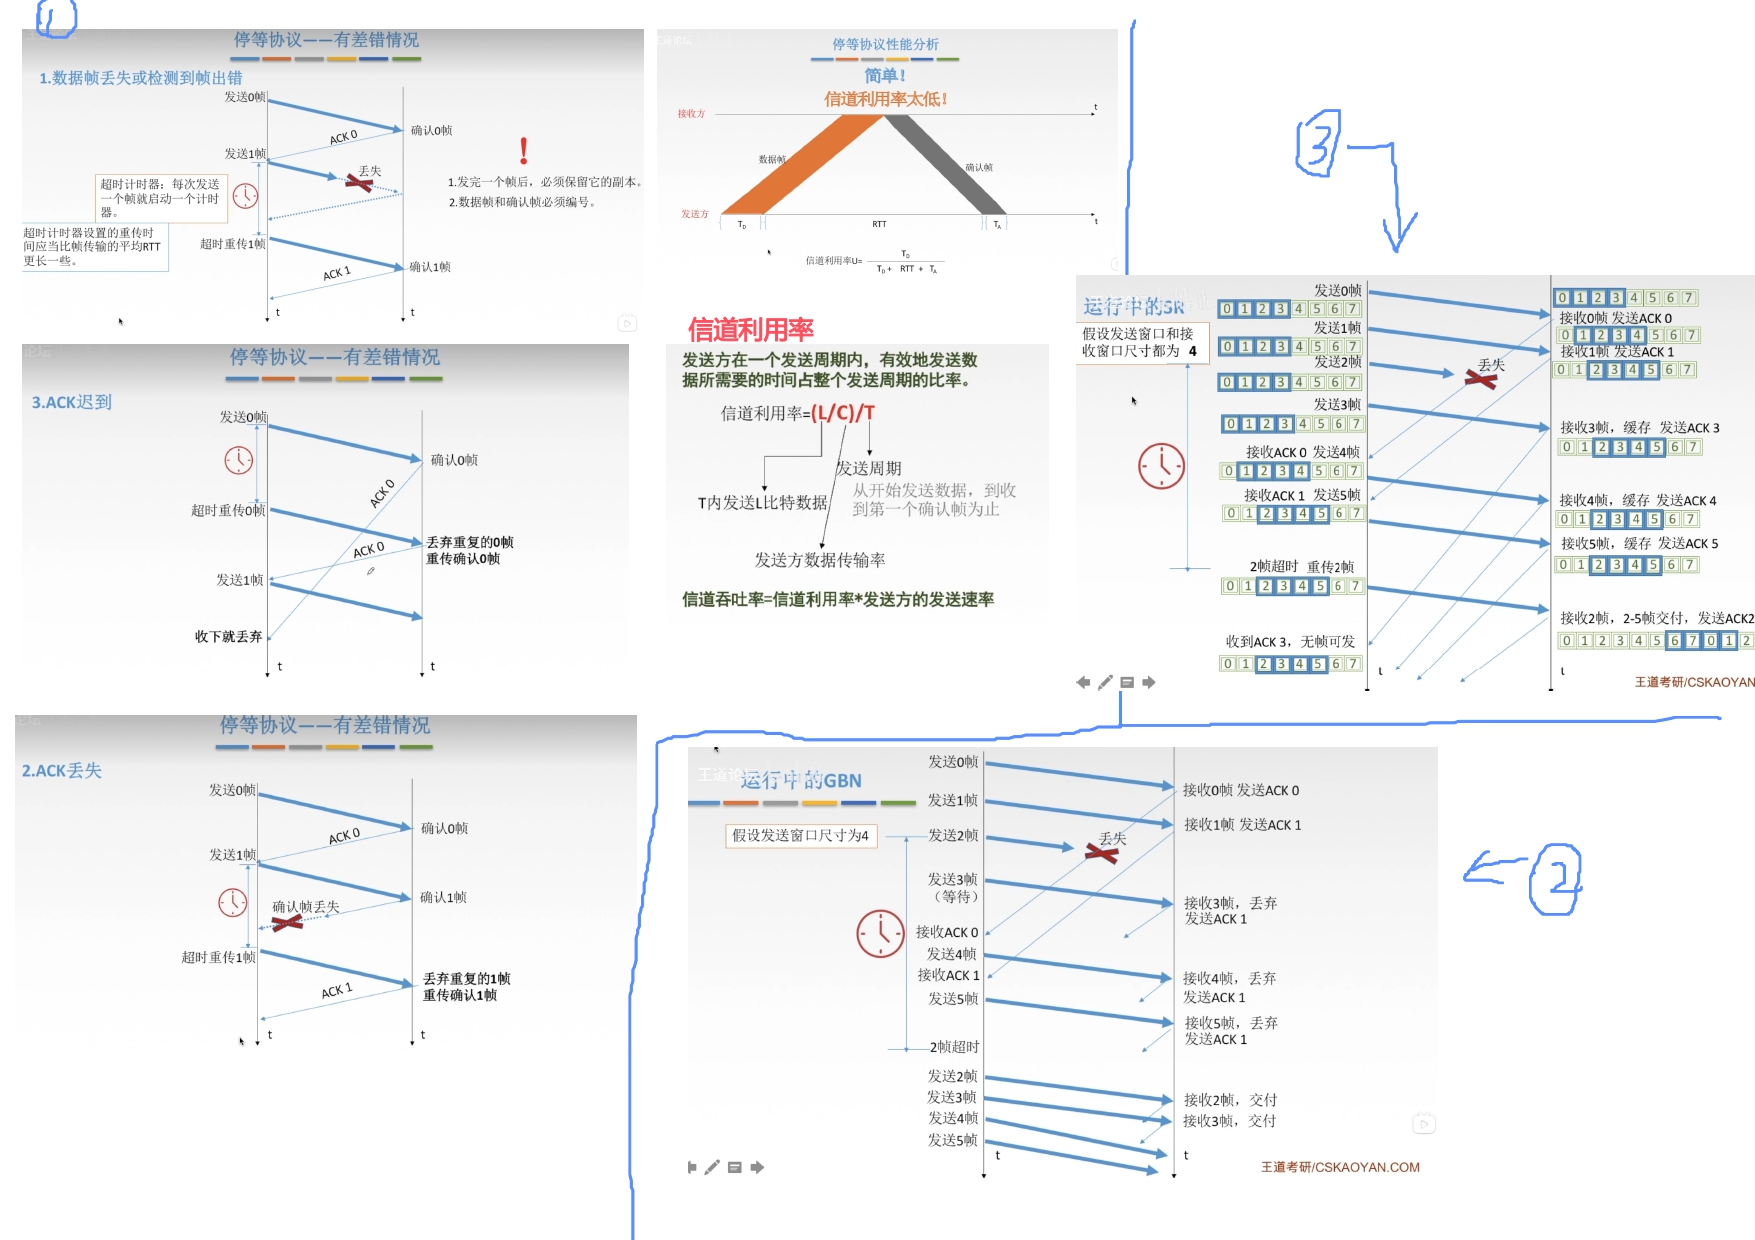 1
停等协议——有差错情况
1.数据帧丢失或检测到帧出错
发送0帧
ACK 0
确认0帧
发送1帧
丢失
超时计时器：每次发送
一个帧就启动一个计时
器。
超时计时器设置的重传时
间应当比帧传输的平均RTT
更长一些。
超时重传1帧
ACK 1
确认1帧
t
t
!
1.发完一个帧后，必须保留它的副本。
2.数据帧和确认帧必须编号。
停等协议——有差错情况
3.ACK迟到
发送0帧
确认0帧
ACK 0
超时重传0帧
ACK 0
丢弃重复的0帧
重传确认0帧
发送1帧
收下就丢弃
t
t
停等协议——有差错情况
2.ACK丢失
发送0帧
ACK 0
确认0帧
发送1帧
确认1帧
确认帧丢失
超时重传1帧
ACK 1
丢弃重复的1帧
重传确认1帧
t
t
停等协议性能分析
简单！
信道利用率太低！
接收方
t
数据帧
确认帧
发送方
t
TD
RTT
TA
信道利用率U=
TD
TD + RTT + TA
信道利用率
发送方在一个发送周期内，有效地发送数
据所需要的时间占整个发送周期的比率。
信道利用率=(L/C)/T
发送周期
从开始发送数据，到收
到第一个确认帧为止
T内发送L比特数据
发送方数据传输率
信道吞吐率=信道利用率*发送方的发送速率
2
王道论坛
运行中的GBN
假设发送窗口尺寸为4
发送0帧
发送1帧
发送2帧
丢失
发送3帧
（等待）
接收ACK 0
发送4帧
接收ACK 1
发送5帧
2帧超时
发送2帧
发送3帧
发送4帧
发送5帧
接收0帧 发送ACK 0
接收1帧 发送ACK 1
接收3帧，丢弃
发送ACK 1
接收4帧，丢弃
发送ACK 1
接收5帧，丢弃
发送ACK 1
接收2帧，交付
接收3帧，交付
t
t
王道考研/CSKAOYAN.COM
3
运行中的SR
假设发送窗口和接
收窗口尺寸都为 4
发送0帧
0 1 2 3 4 5 6 7
发送1帧
0 1 2 3 4 5 6 7
发送2帧
0 1 2 3 4 5 6 7
丢失
发送3帧
0 1 2 3 4 5 6 7
接收ACK 0 发送4帧
0 1 2 3 4 5 6 7
接收ACK 1 发送5帧
0 1 2 3 4 5 6 7
2帧超时 重传2帧
0 1 2 3 4 5 6 7
收到ACK 3，无帧可发
0 1 2 3 4 5 6 7
0 1 2 3 4 5 6 7
接收0帧 发送ACK 0
0 1 2 3 4 5 6 7
接收1帧 发送ACK 1
0 1 2 3 4 5 6 7
接收3帧，缓存 发送ACK 3
0 1 2 3 4 5 6 7
接收4帧，缓存 发送ACK 4
0 1 2 3 4 5 6 7
接收5帧，缓存 发送ACK 5
0 1 2 3 4 5 6 7
接收2帧，2-5帧交付，发送ACK2
0 1 2 3 4 5 6 7 0 1 2
t
t
王道考研/CSKAOYAN